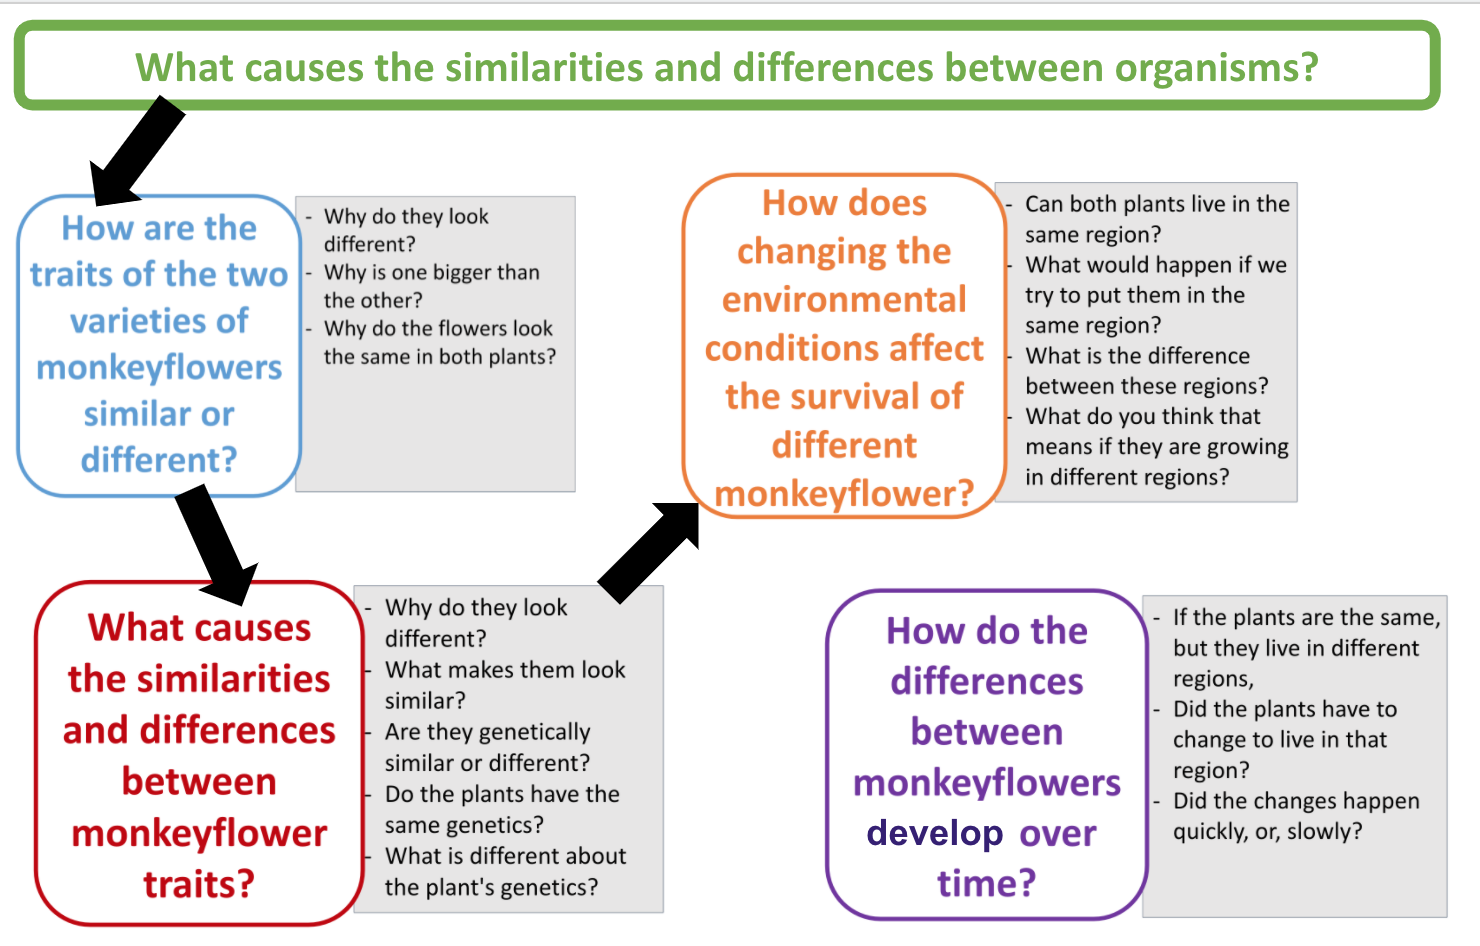 What causes the similarities and differences between organisms?
How are the
traits of the two
varieties of
monkeyflowers
similar or
different?
- Why do they look
different?
- Why is one bigger than
the other?
- Why do the flowers look
the same in both plants?
What causes
the similarities
and differences
between
monkeyflower
traits?
- Why do they look
different?
- What makes them look
similar?
- Are they genetically
similar or different?
- Do the plants have the
same genetics?
- What is different about
the plant's genetics?
How does
changing the
environmental
conditions affect
the survival of
different
monkeyflower?
- Can both plants live in the
same region?
- What would happen if we
try to put them in the
same region?
- What is the difference
between these regions?
- What do you think that
means if they are growing
in different regions?
How do the
differences
between
monkeyflowers
develop over
time?
- If the plants are the same,
but they live in different
regions,
- Did the plants have to
change to live in that
region?
- Did the changes happen
quickly, or, slowly?